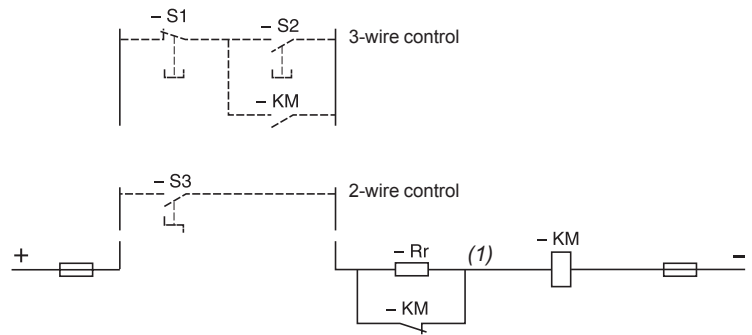 – S1
– S2
3-wire control
– KM
– S3
2-wire control
+
– Rr
(1)
– KM
–
– KM